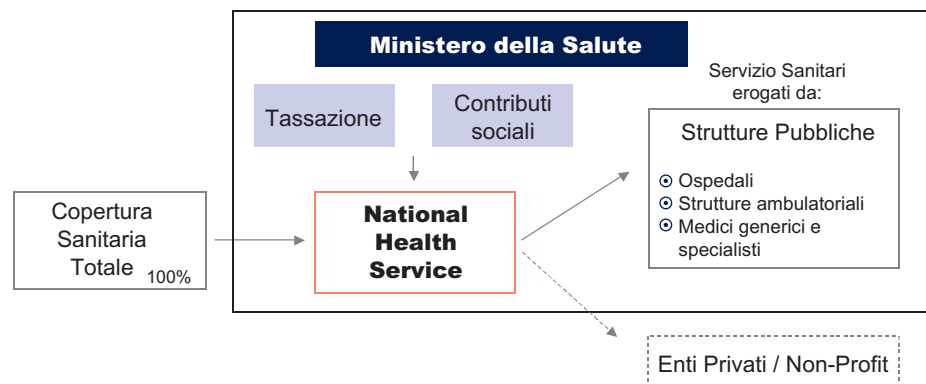 Ministero della Salute
Servizio Sanitari
erogati da:
Tassazione
Contributi
sociali
Strutture Pubbliche
Ospedali
Strutture ambulatoriali
Medici generici e
specialisti
Copertura
Sanitaria
Totale 100%
National
Health
Service
Enti Privati / Non-Profit